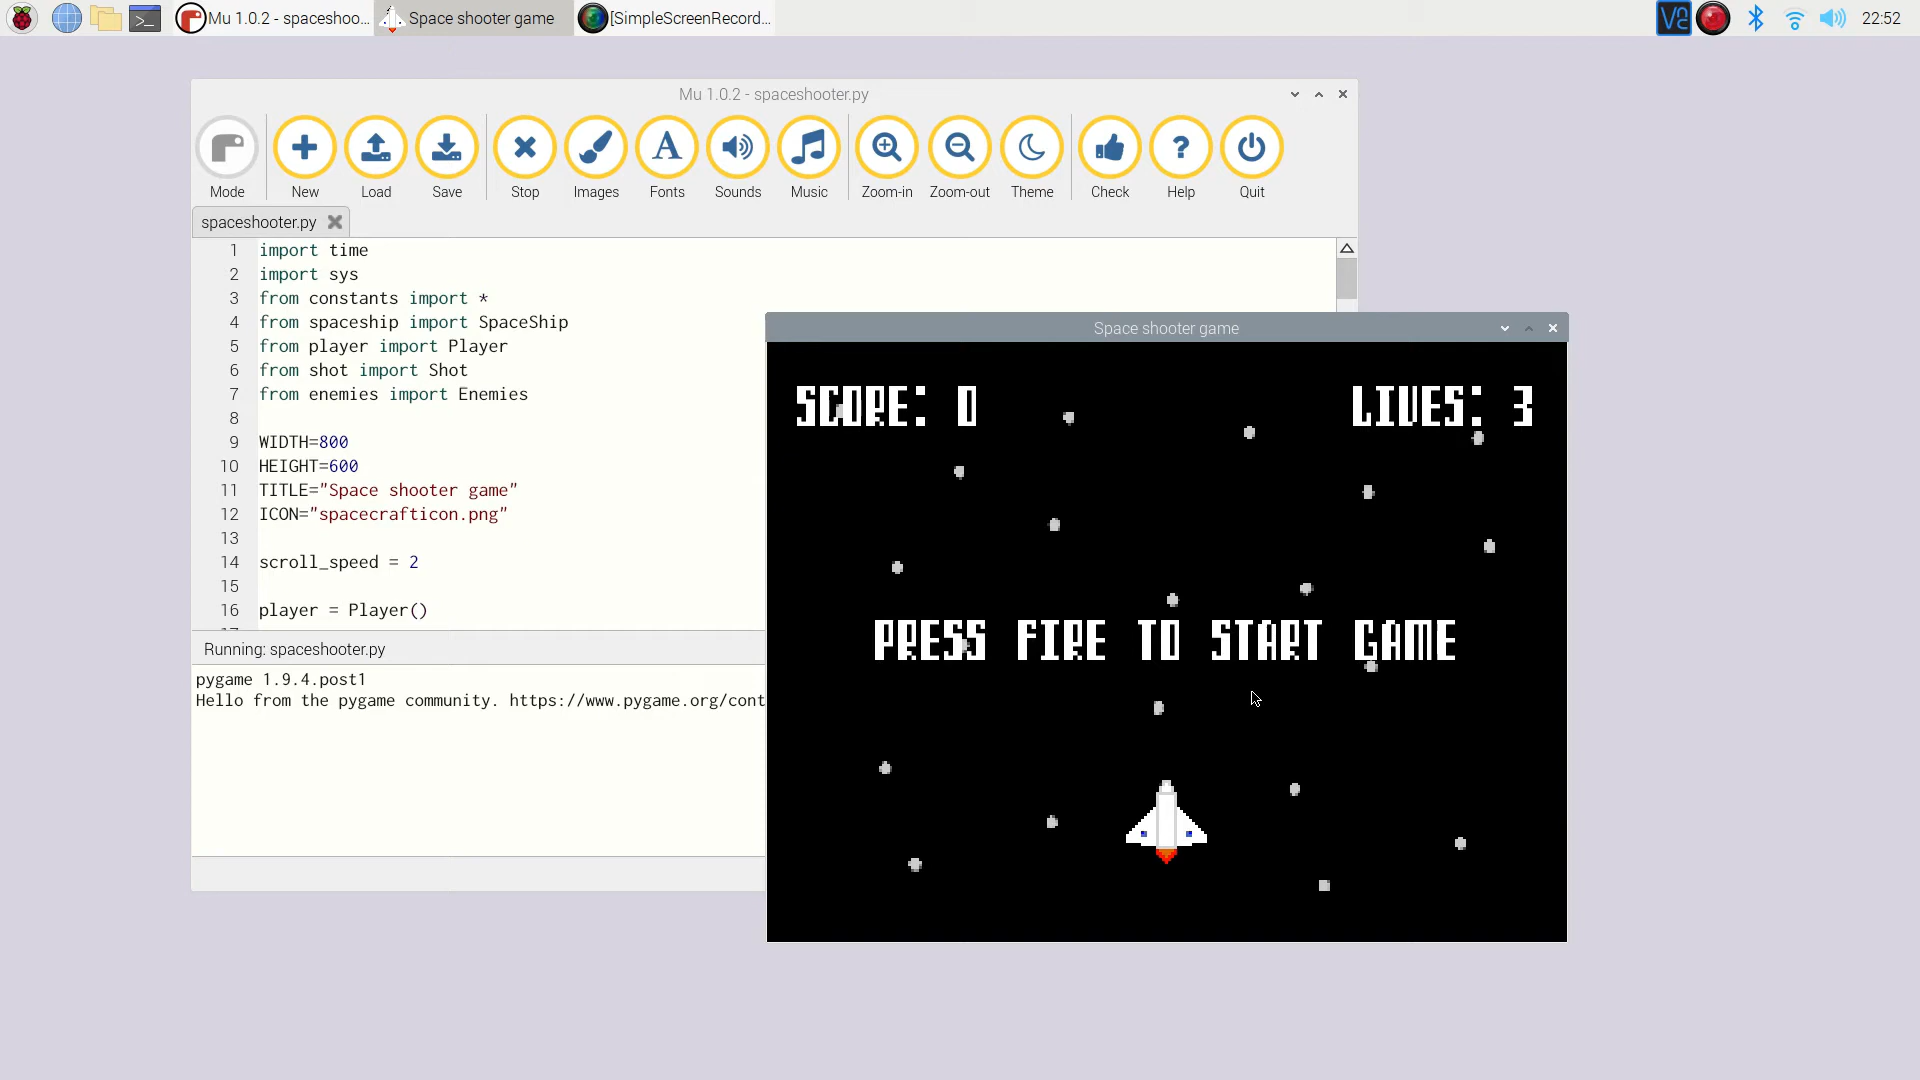 Mu 1.0.2 - spaceshoo...
Space shooter game
[SimpleScreenRecord...
22:52
Mu 1.0.2 - spaceshooter.py
Mode
New
Load
Save
Stop
Images
Fonts
Sounds
Music
Zoom-in
Zoom-out
Theme
Check
Help
Quit
spaceshooter.py
1 import time
2 import sys
3 from constants import *
4 from spaceship import SpaceShip
5 from player import Player
6 from shot import Shot
7 from enemies import Enemies
8
9 WIDTH=800
10 HEIGHT=600
11 TITLE="Space shooter game"
12 ICON="spacecrafticon.png"
13
14 scroll_speed = 2
15
16 player = Player()
Running: spaceshooter.py
pygame 1.9.4.post1
Hello from the pygame community. https://www.pygame.org/cont
Space shooter game
SCORE: 0
LIVES: 3
PRESS FIRE TO START GAME